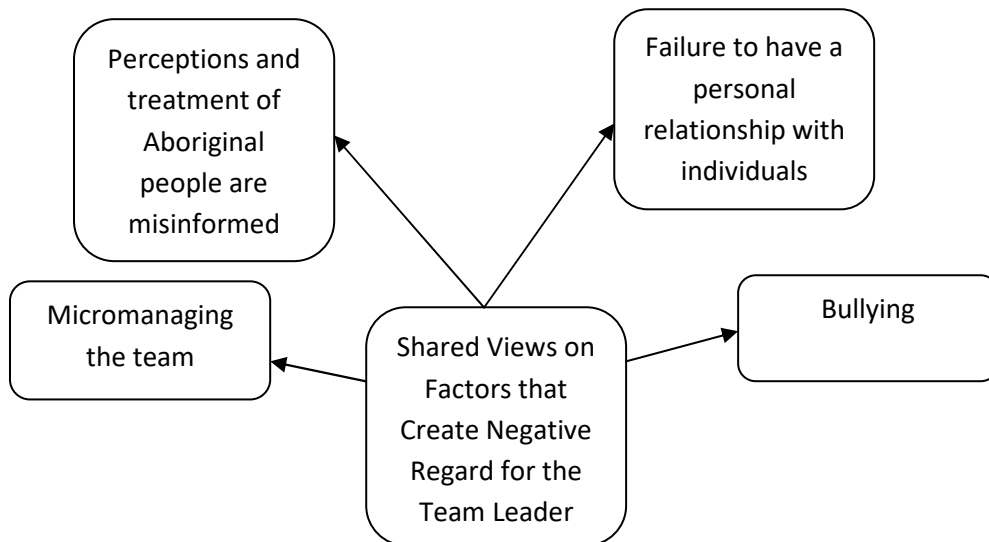 Perceptions and
treatment of
Aboriginal
people are
misinformed
Failure to have a
personal
relationship with
individuals
Micromanaging
the team
Bullying
Shared Views on
Factors that
Create Negative
Regard for the
Team Leader